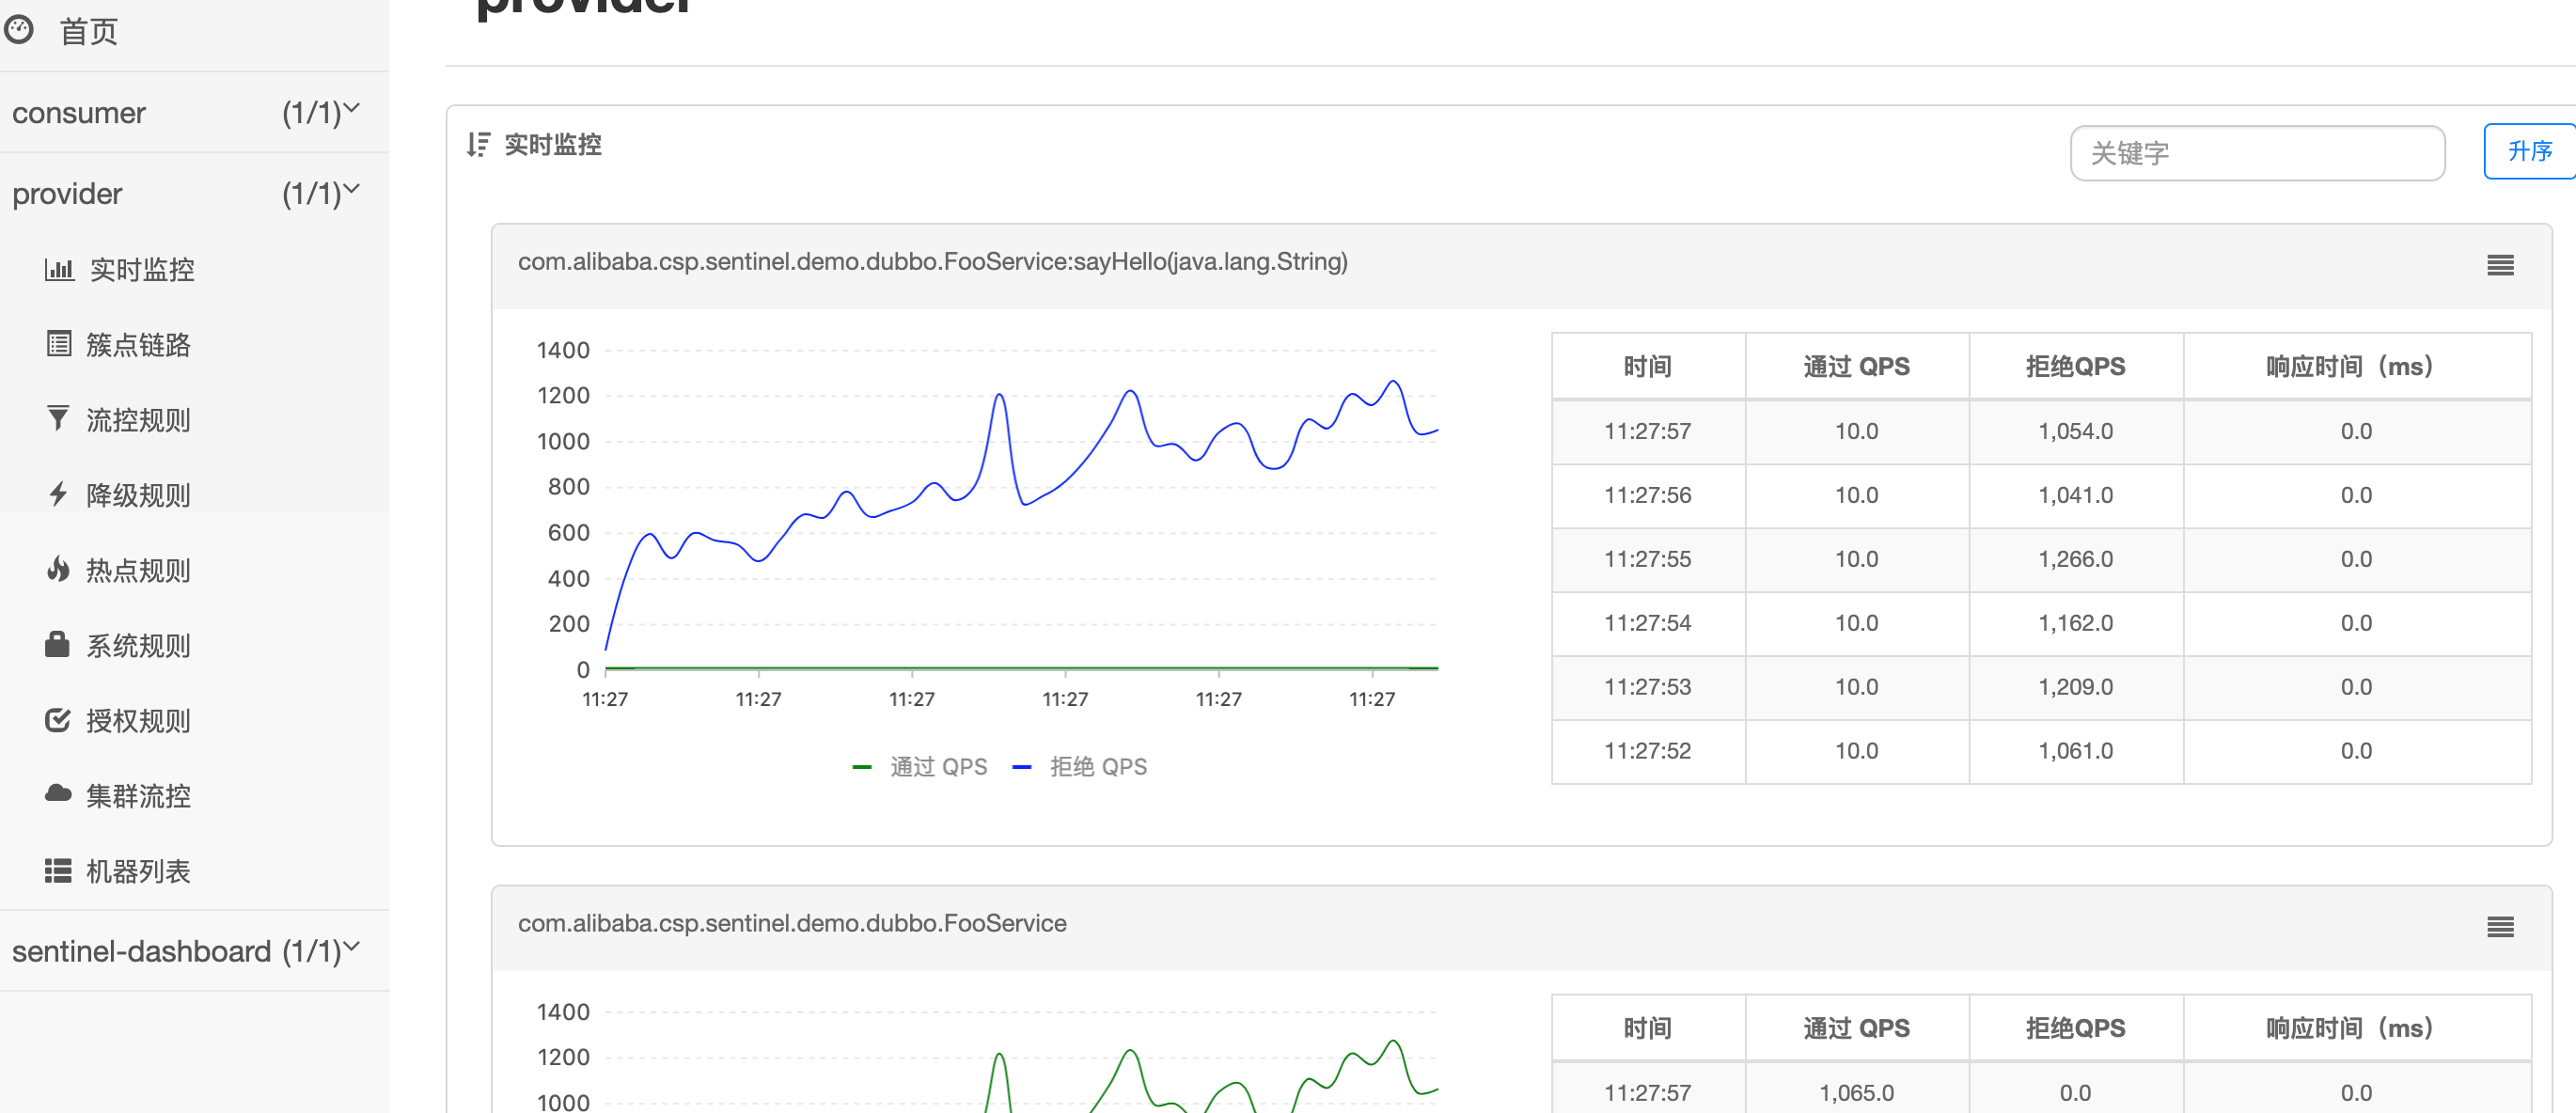 首页
consumer (1/1)
provider (1/1)
实时监控
簇点链路
流控规则
降级规则
热点规则
系统规则
授权规则
集群流控
机器列表
sentinel-dashboard (1/1)
provider
实时监控
关键字
升序
com.alibaba.csp.sentinel.demo.dubbo.FooService:sayHello(java.lang.String)
1400
1200
1000
800
600
400
200
0
11:27 11:27 11:27 11:27 11:27 11:27
通过 QPS 拒绝 QPS
时间 通过 QPS 拒绝QPS 响应时间（ms）
11:27:57 10.0 1,054.0 0.0
11:27:56 10.0 1,041.0 0.0
11:27:55 10.0 1,266.0 0.0
11:27:54 10.0 1,162.0 0.0
11:27:53 10.0 1,209.0 0.0
11:27:52 10.0 1,061.0 0.0
com.alibaba.csp.sentinel.demo.dubbo.FooService
1400
1200
1000
时间 通过 QPS 拒绝QPS 响应时间（ms）
11:27:57 1,065.0 0.0 0.0